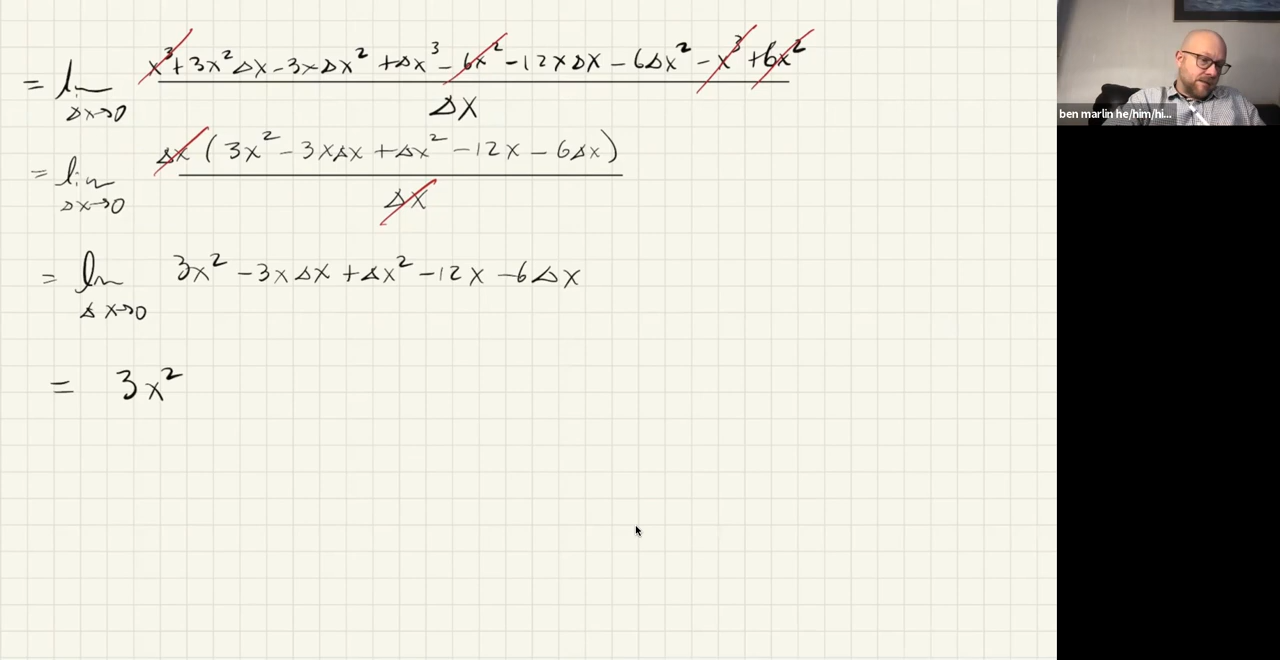 = lim Δx→0 x³+3x²Δx-3xΔx²+Δx³-6x²-12xΔx-6Δx²-x³+6x² / Δx
= lim Δx→0 Δx(3x²-3xΔx+Δx²-12x-6Δx) / Δx
= lim Δx→0 3x²-3xΔx+Δx²-12x-6Δx
= 3x²
ben marlin he/him/hi...